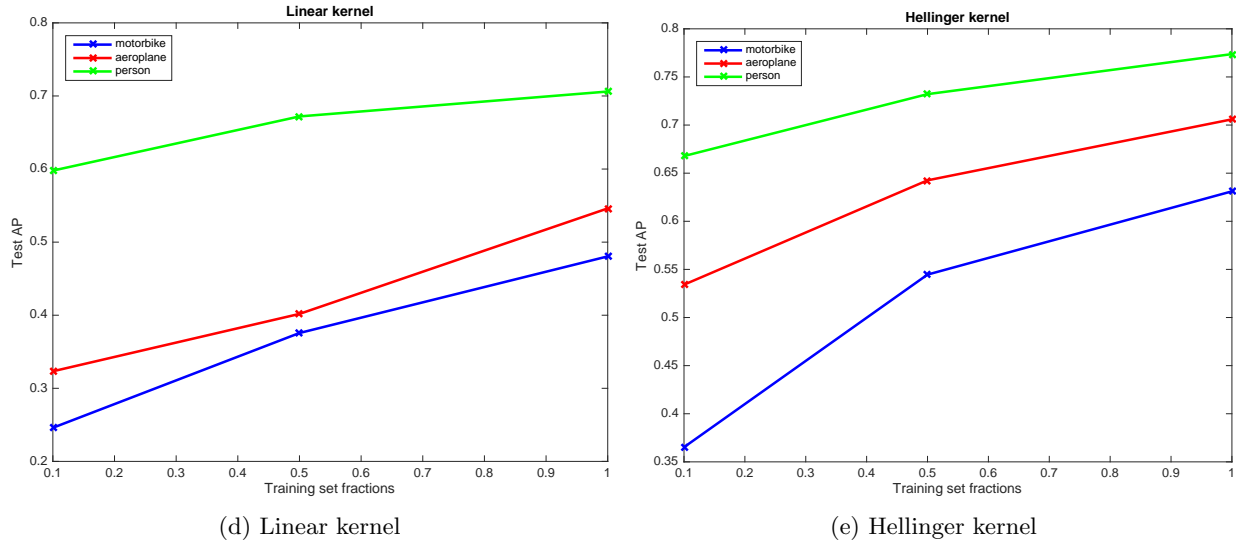 Linear kernel
0.8
0.7
0.6
0.5
0.4
0.3
0.2
Test AP
motorbike
aeroplane
person
0.1 0.2 0.3 0.4 0.5 0.6 0.7 0.8 0.9 1
Training set fractions
(d) Linear kernel
Hellinger kernel
0.8
0.75
0.7
0.65
0.6
0.55
0.5
0.45
0.4
0.35
Test AP
motorbike
aeroplane
person
0.1 0.2 0.3 0.4 0.5 0.6 0.7 0.8 0.9 1
Training set fractions
(e) Hellinger kernel